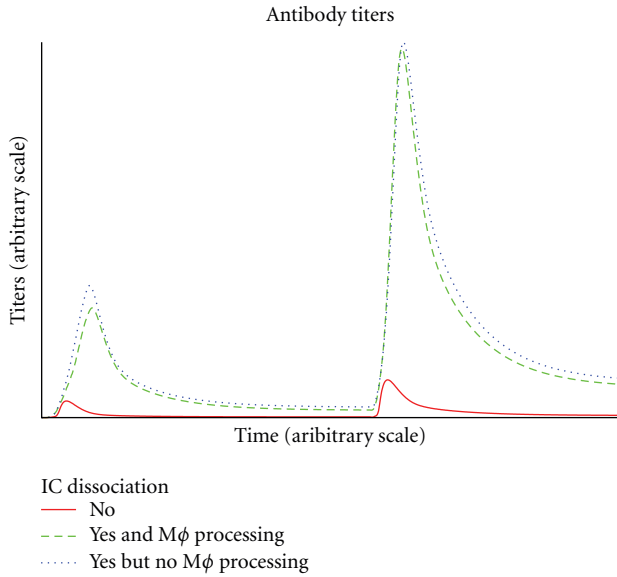 Antibody titers
Titers (arbitrary scale)
Time (aribitrary scale)
IC dissociation
No
Yes and Mϕ processing
Yes but no Mϕ processing